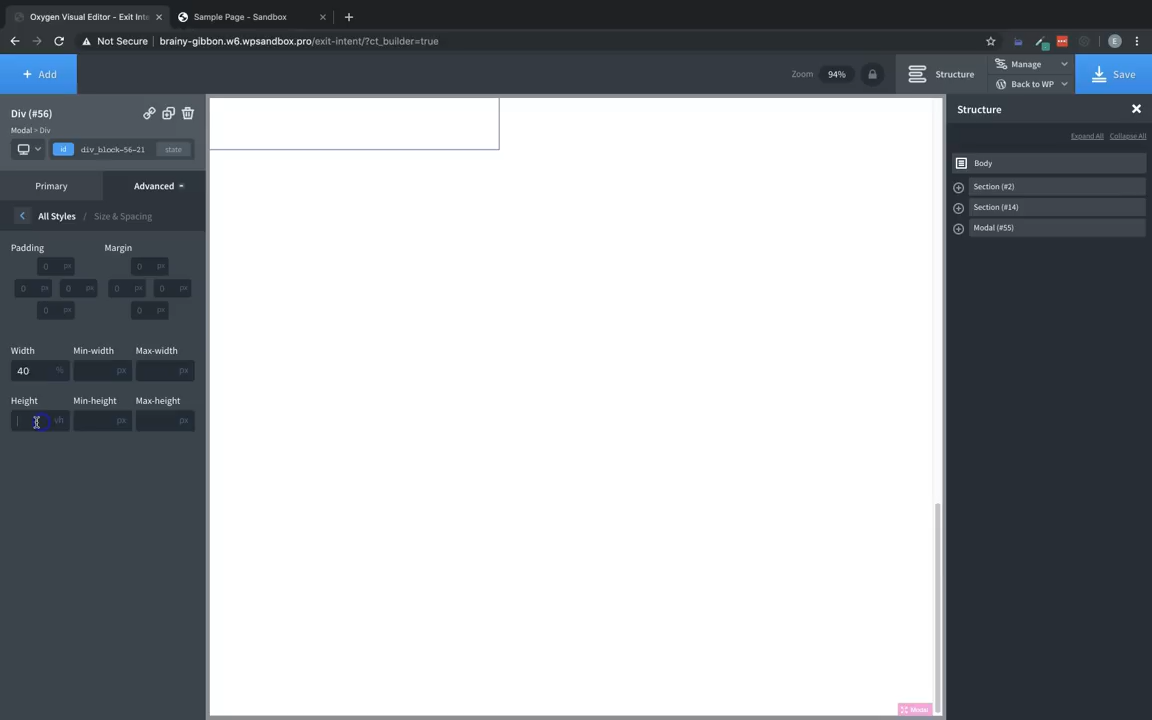 Oxygen Visual Editor - Exit Inte
Sample Page - Sandbox
Not Secure
brainy-gibbon.w6.wpsandbox.pro/exit-intent/?ct_builder=true
E
+ Add
Zoom 94%
Structure
Manage
Back to WP
Save
Div (#56)
Modal > Div
id div_block-56-21 state
Primary
Advanced
All Styles / Size & Spacing
Padding Margin
0 px 0 px
0 px 0 px 0 px 0 px
0 px 0 px
Width Min-width Max-width
40 % px px
Height Min-height Max-height
vh px px
Structure
Expand All Collapse All
Body
Section (#2)
Section (#14)
Modal (#55)
Modal